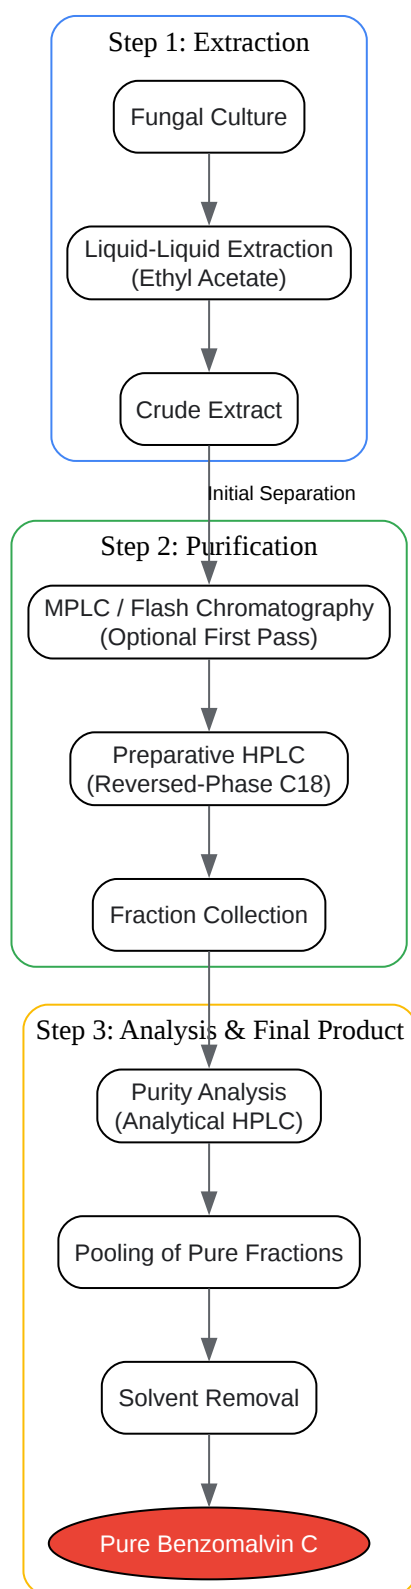 Step 1: Extraction
Fungal Culture
Liquid-Liquid Extraction
(Ethyl Acetate)
Crude Extract
Initial Separation
Step 2: Purification
MPLC / Flash Chromatography
(Optional First Pass)
Preparative HPLC
(Reversed-Phase C18)
Fraction Collection
Step 3: Analysis & Final Product
Purity Analysis
(Analytical HPLC)
Pooling of Pure Fractions
Solvent Removal
Pure Benzomalvin C